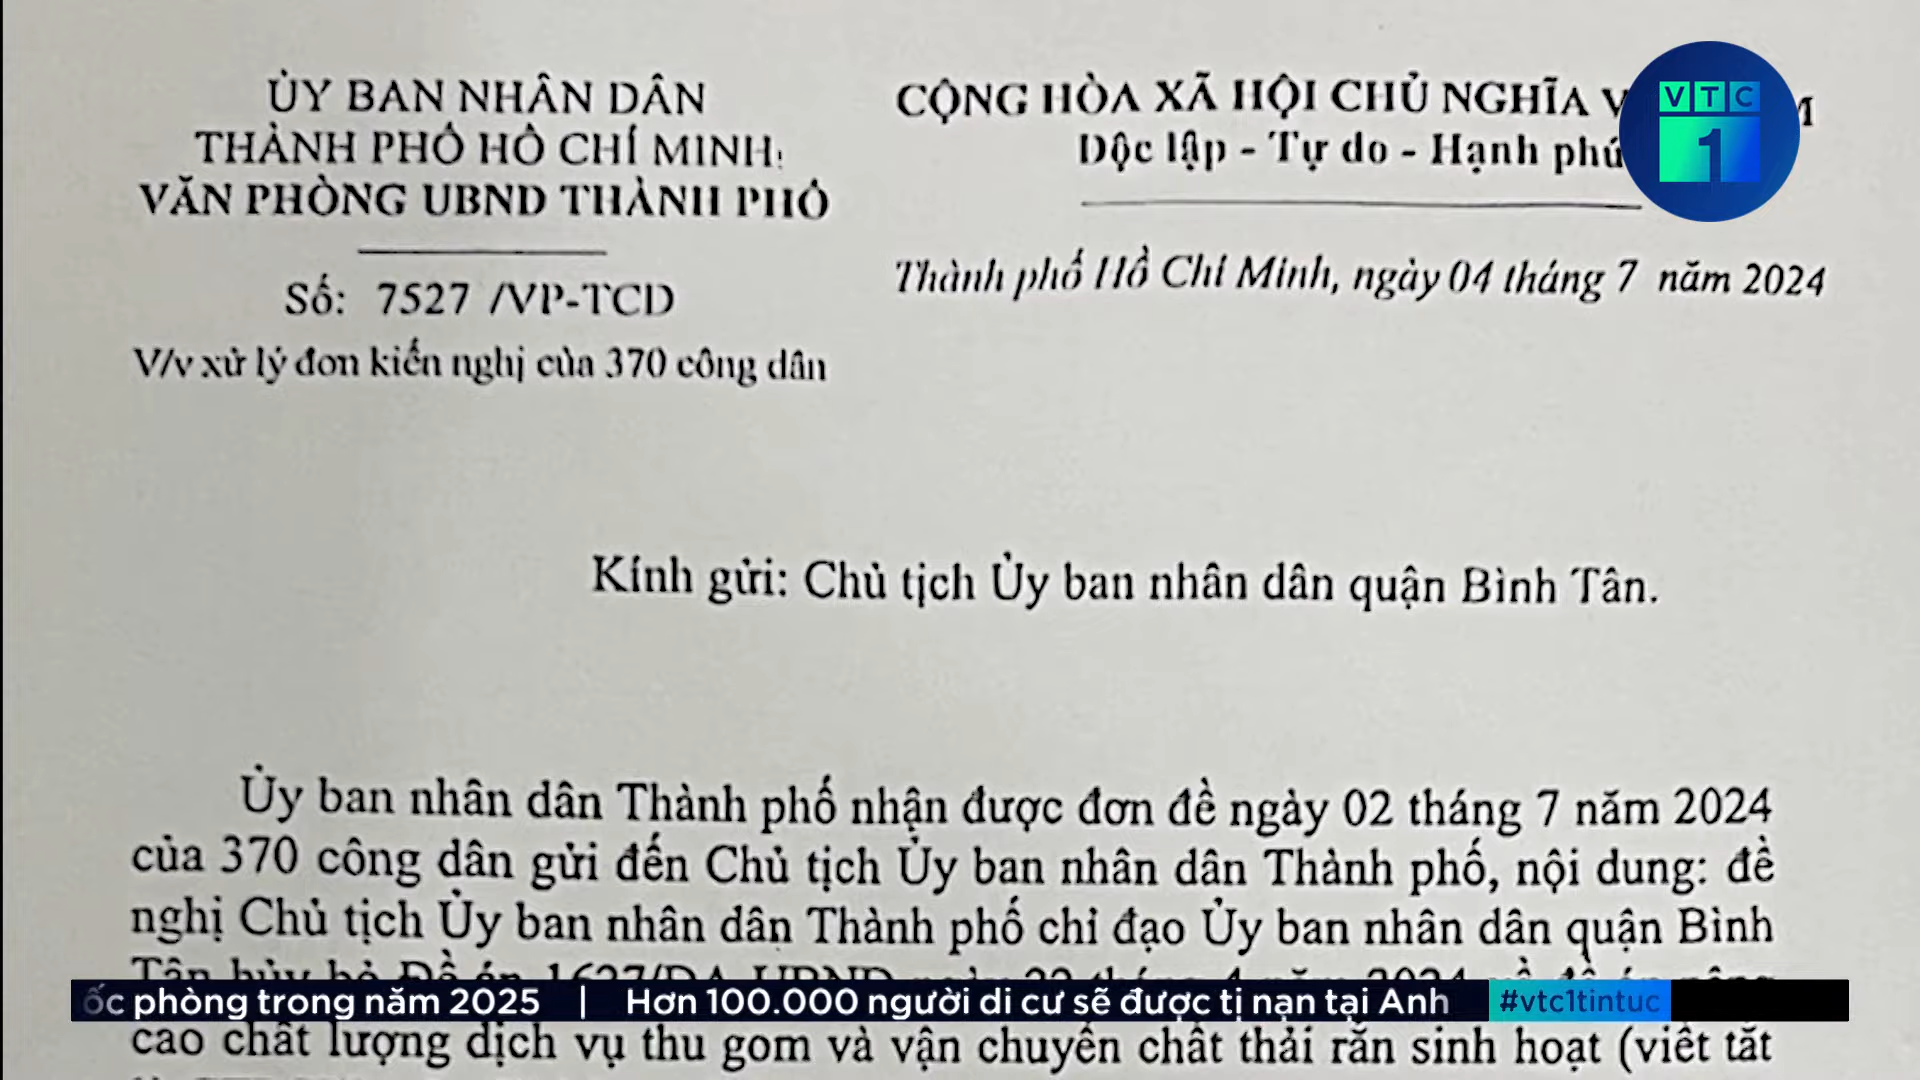 ỦY BAN NHÂN DÂN
THÀNH PHỐ HỒ CHÍ MINH
VĂN PHÒNG UBND THÀNH PHỐ
Số: 7527 /VP-TCD
V/v xử lý đơn kiến nghị của 370 công dân
CỘNG HÒA XÃ HỘI CHỦ NGHĨA
Độc lập - Tự do - Hạnh
VTC
1
Thành phố Hồ Chí Minh, ngày 04 tháng 7 năm 2024
Kính gửi: Chủ tịch Ủy ban nhân dân quận Bình Tân.
Ủy ban nhân dân Thành phố nhận được đơn đề ngày 02 tháng 7 năm 2024
của 370 công dân gửi đến Chủ tịch Ủy ban nhân dân Thành phố, nội dung: đề
nghị Chủ tịch Ủy ban nhân dân Thành phố chỉ đạo Ủy ban nhân dân quận Bình
Tân hủy bỏ Đề án
ốc phòng trong năm 2025 | Hơn 100.000 người di cư sẽ được tị nạn tại Anh
#vtc1tintuc
cao chất lượng dịch vụ thu gom và vận chuyển chất thải rắn sinh hoạt (viết tắt